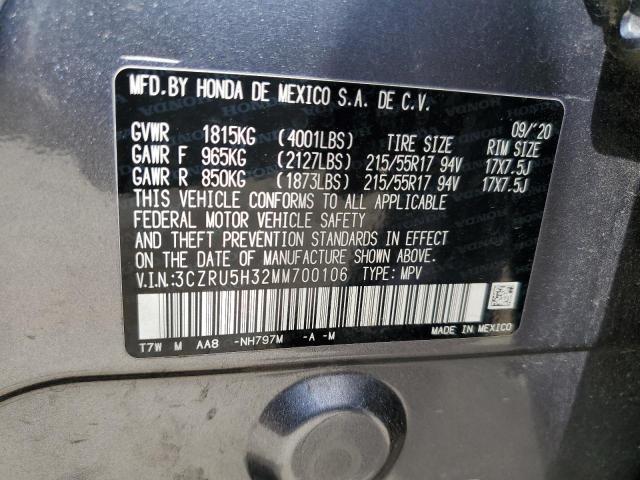 MFD.BY HONDA DE MEXICO S.A. DE C.V.
09/'20
GVWR 1815KG (4001LBS) TIRE SIZE RIM SIZE
GAWR F 965KG (2127LBS) 215/55R17 94V 17X7.5J
GAWR R 850KG (1873LBS) 215/55R17 94V 17X7.5J
THIS VEHICLE CONFORMS TO ALL APPLICABLE
FEDERAL MOTOR VEHICLE SAFETY
AND THEFT PREVENTION STANDARDS IN EFFECT
ON THE DATE OF MANUFACTURE SHOWN ABOVE.
V.I.N.:3CZRU5H32MM700106 TYPE: MPV
T7W M AA8 -NH797M -A -M MADE IN MEXICO